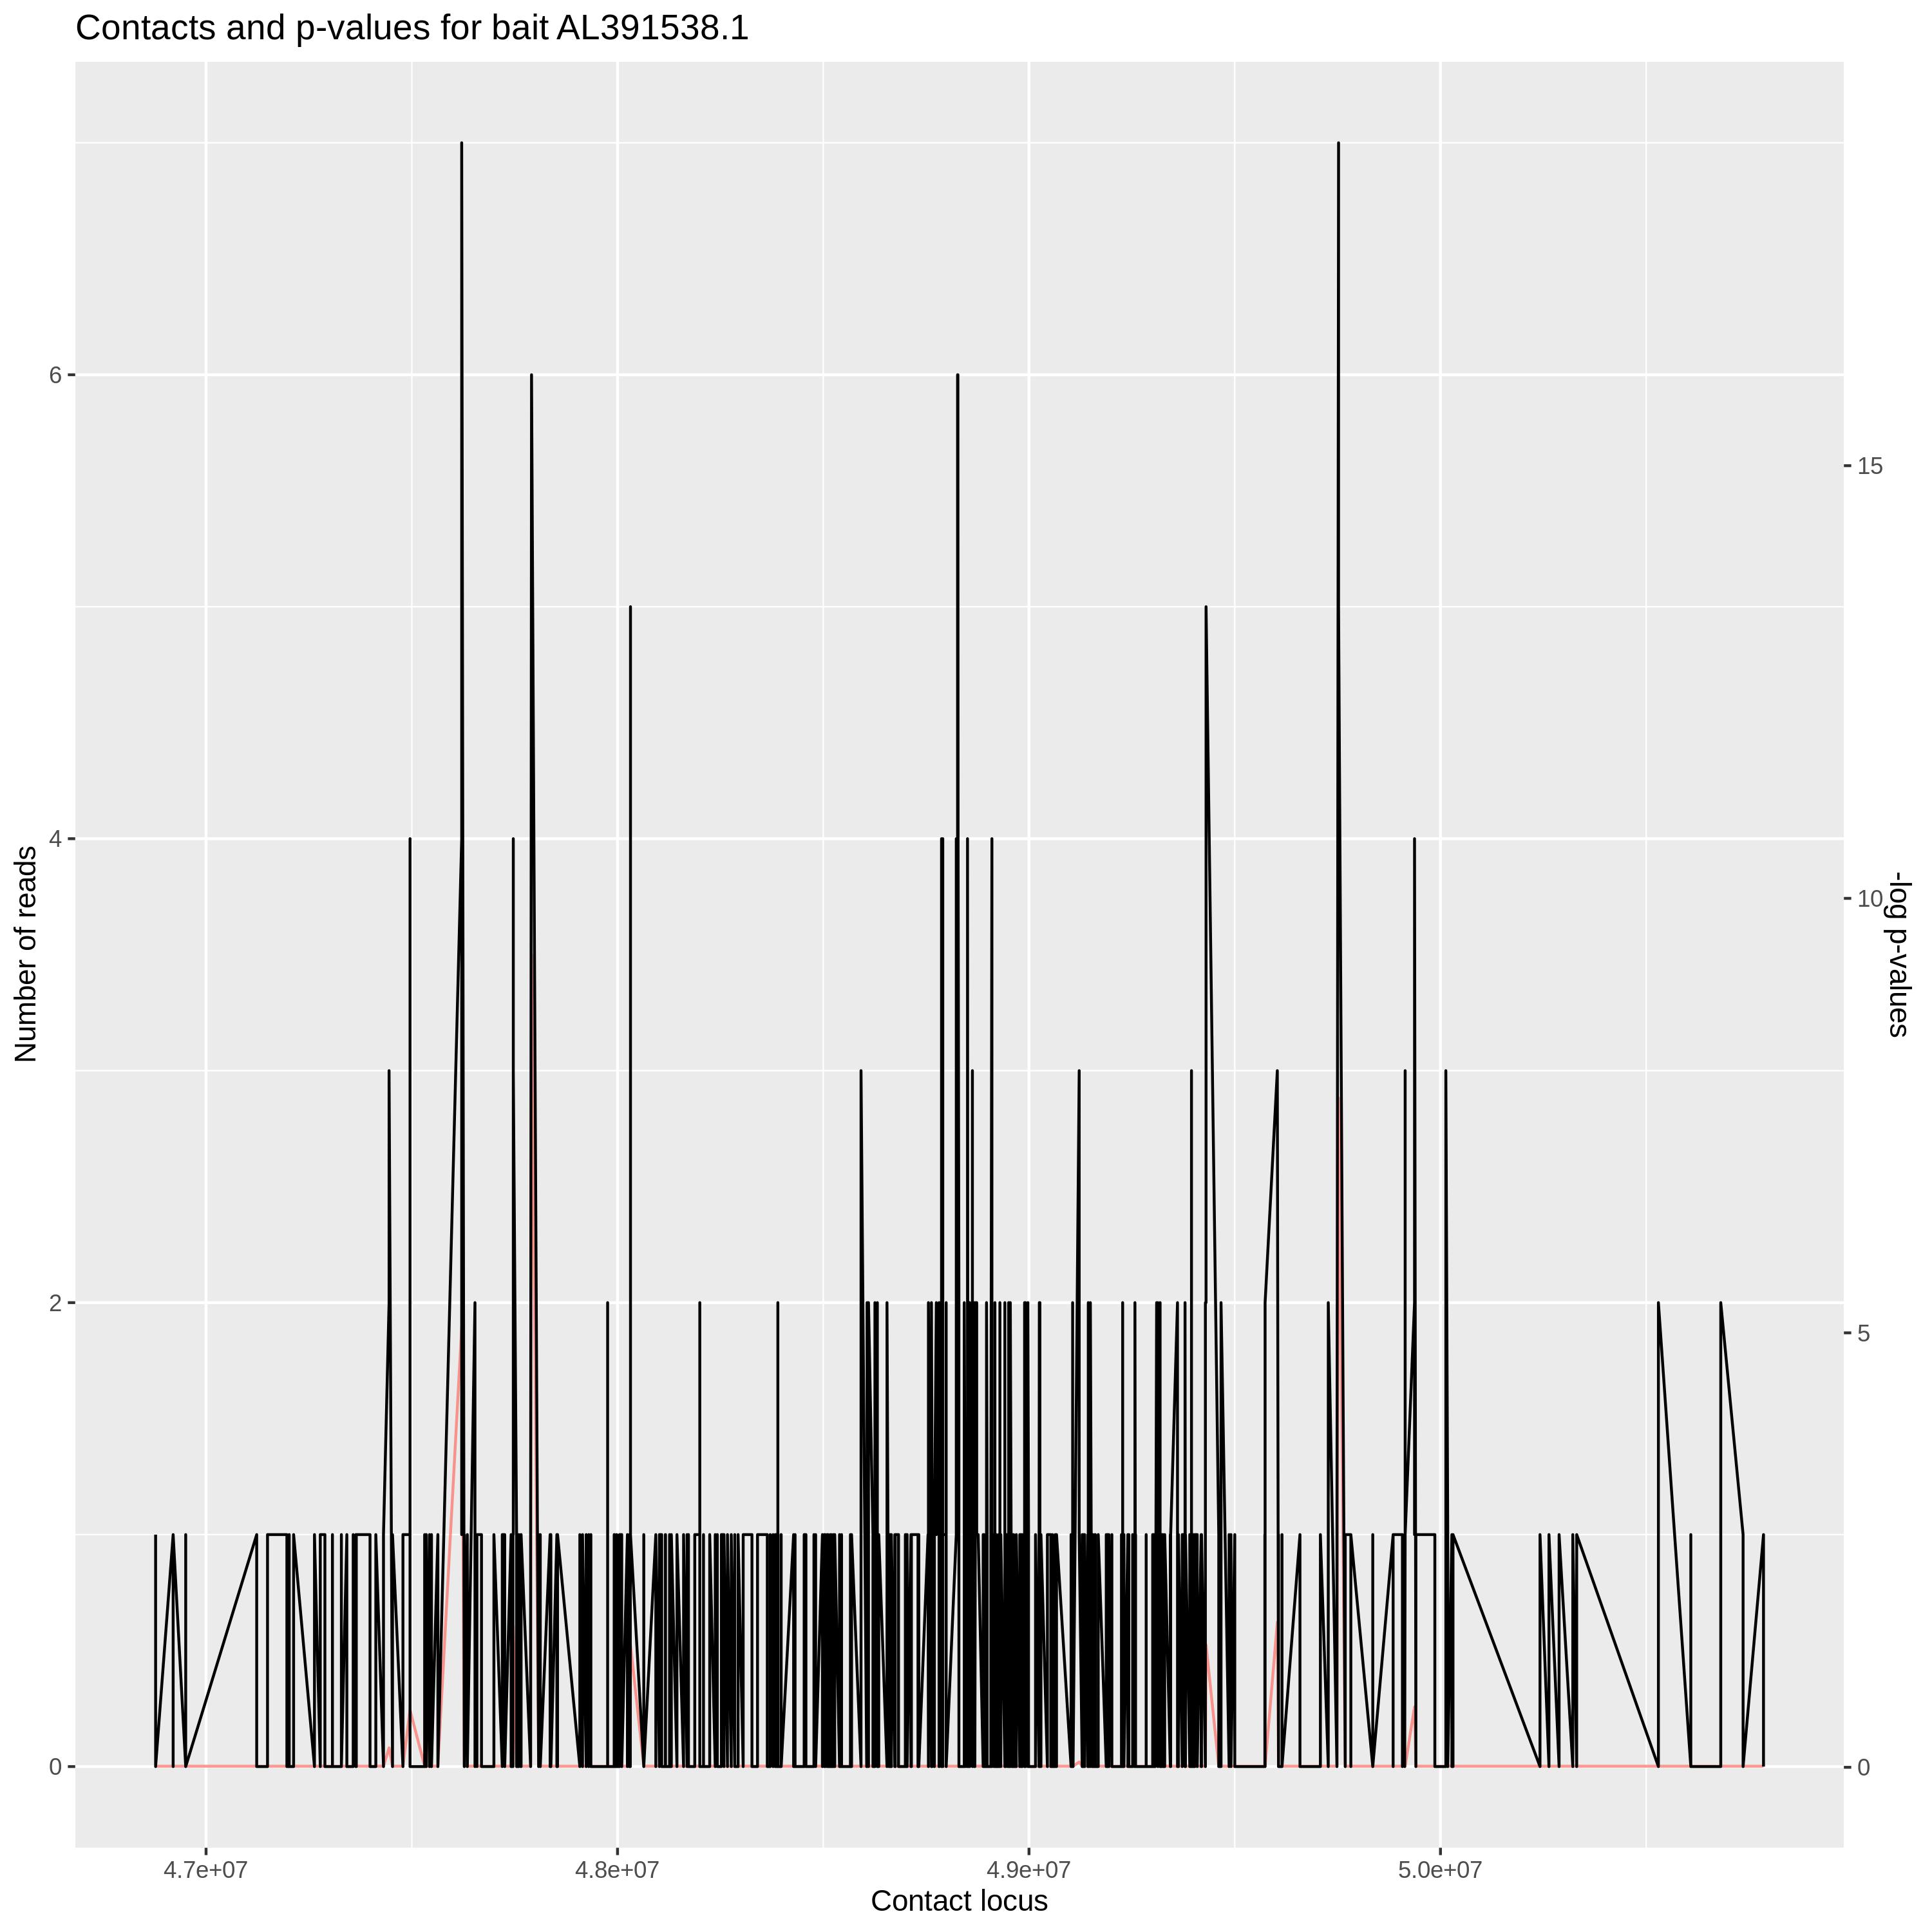 Contacts and p-values for bait AL391538.1
6
4
2
0
Number of reads
15
10
5
0
-log p-values
4.7e+07 4.8e+07 4.9e+07 5.0e+07
Contact locus